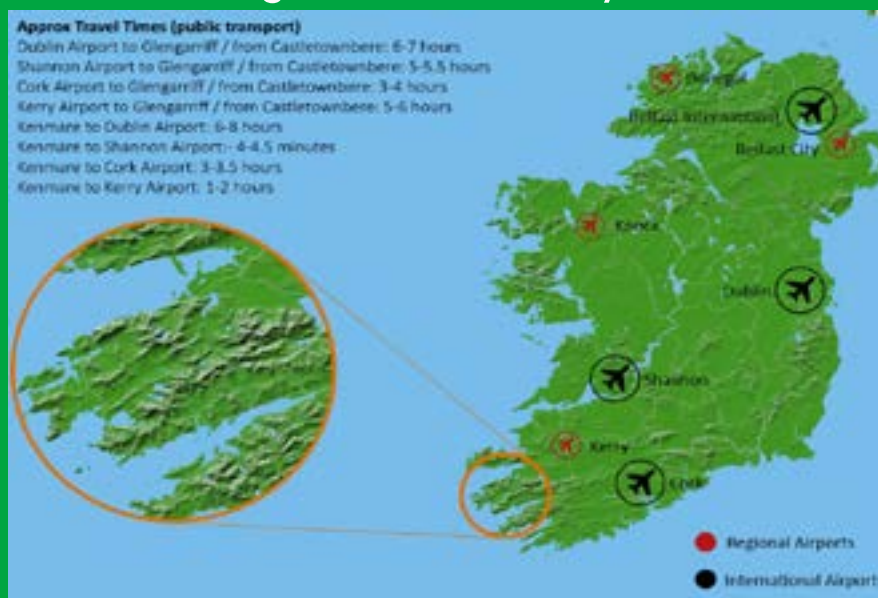 Approx Travel Times (public transport)
Dublin Airport to Glengarriff / from Castletownbere: 6-7 hours
Shannon Airport to Glengarriff / from Castletownbere: 5-5.5 hours
Cork Airport to Glengarriff / from Castletownbere: 3-4 hours
Kerry Airport to Glengarriff / from Castletownbere: 5-6 hours
Kenmare to Dublin Airport: 6-8 hours
Kenmare to Shannon Airport:- 4-4.5 minutes
Kenmare to Cork Airport: 3-3.5 hours
Kenmare to Kerry Airport: 1-2 hours
Donegal
Belfast International
Belfast City
Knock
Dublin
Shannon
Kerry
Cork
Regional Airports
International Airport